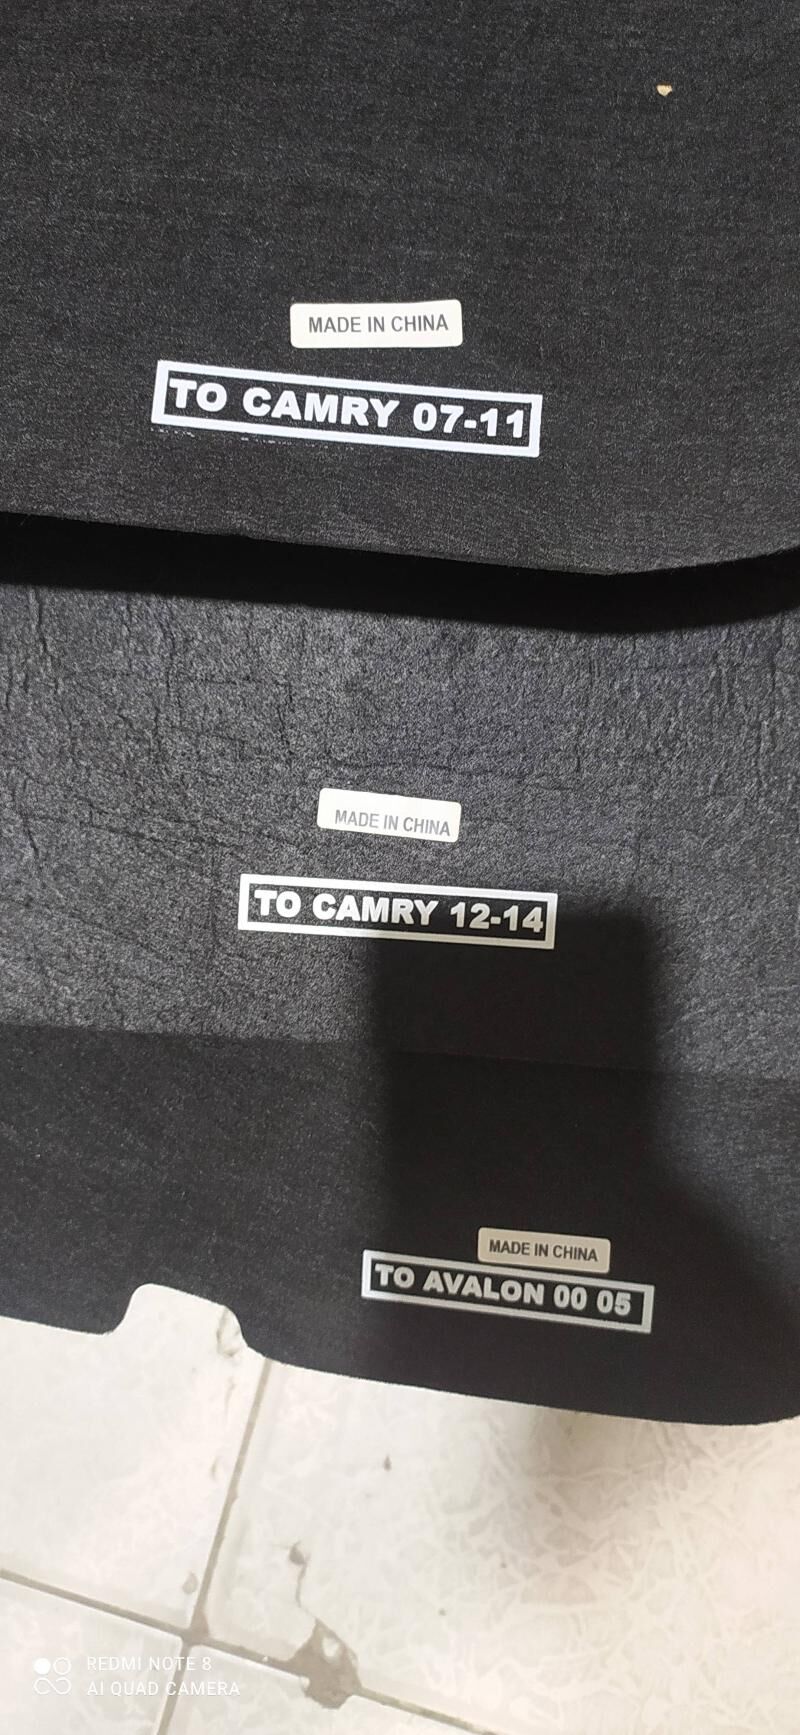 MADE IN CHINA
TO CAMRY 07-11
MADE IN CHINA
TO CAMRY 12-14
MADE IN CHINA
TO AVALON 00 05
REDMI NOTE 8
AI QUAD CAMERA